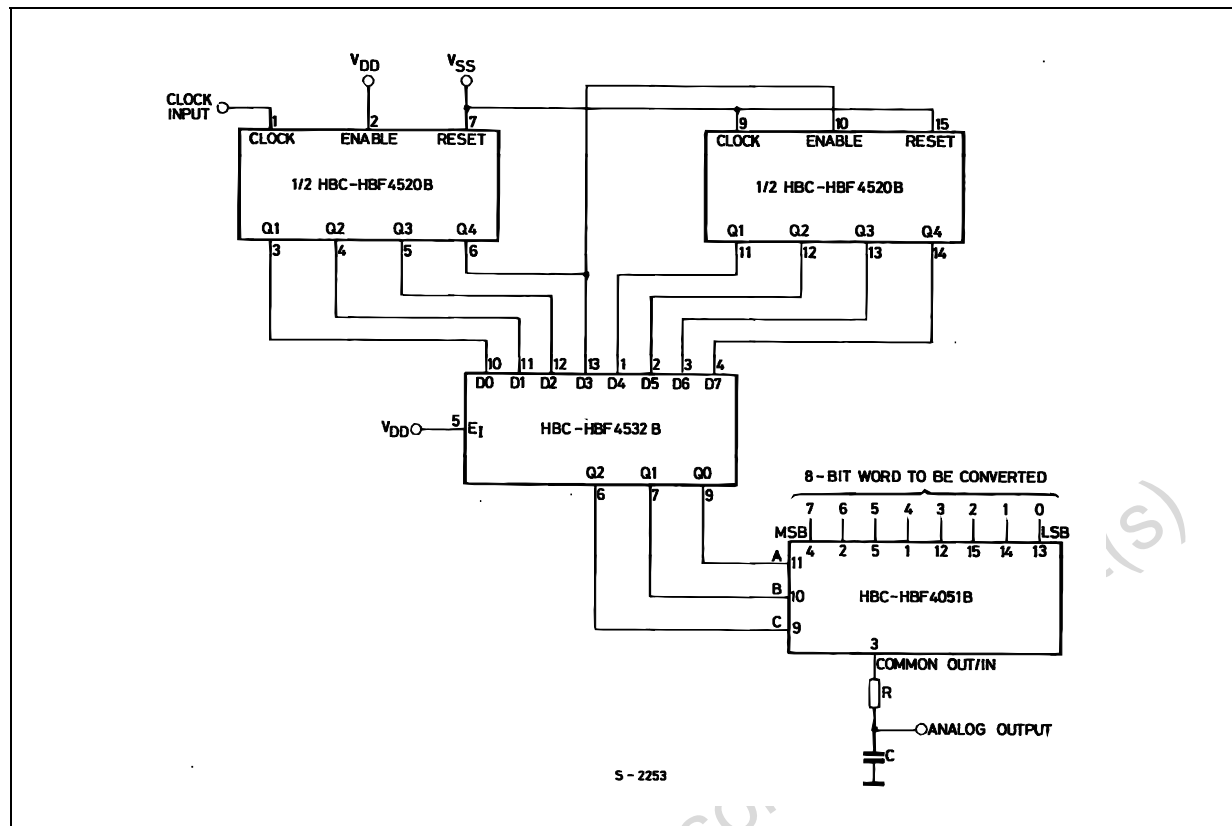 VDD
VSS
CLOCK
INPUT
1 2 7
CLOCK ENABLE RESET
1/2 HBC-HBF4520B
Q1 Q2 Q3 Q4
3 4 5 6
9 10 15
CLOCK ENABLE RESET
1/2 HBC-HBF4520B
Q1 Q2 Q3 Q4
11 12 13 14
10 11 12 13 1 2 3 4
D0 D1 D2 D3 D4 D5 D6 D7
VDD 5 EI HBC-HBF4532B
Q2 Q1 Q0
6 7 9
8-BIT WORD TO BE CONVERTED
7 6 5 4 3 2 1 0
MSB LSB
4 2 5 1 12 15 14 13
A 11
B 10 HBC-HBF4051B
C 9
3
COMMON OUT/IN
R
ANALOG OUTPUT
C
S-2253